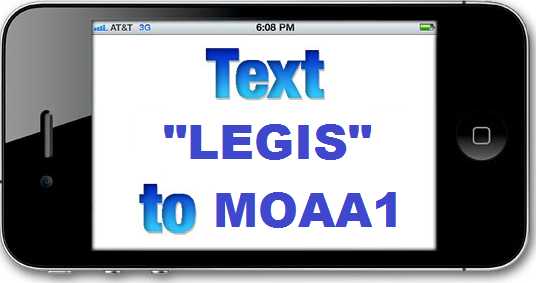 AT&T 3G 6:08 PM
Text
"LEGIS"
to MOAA1